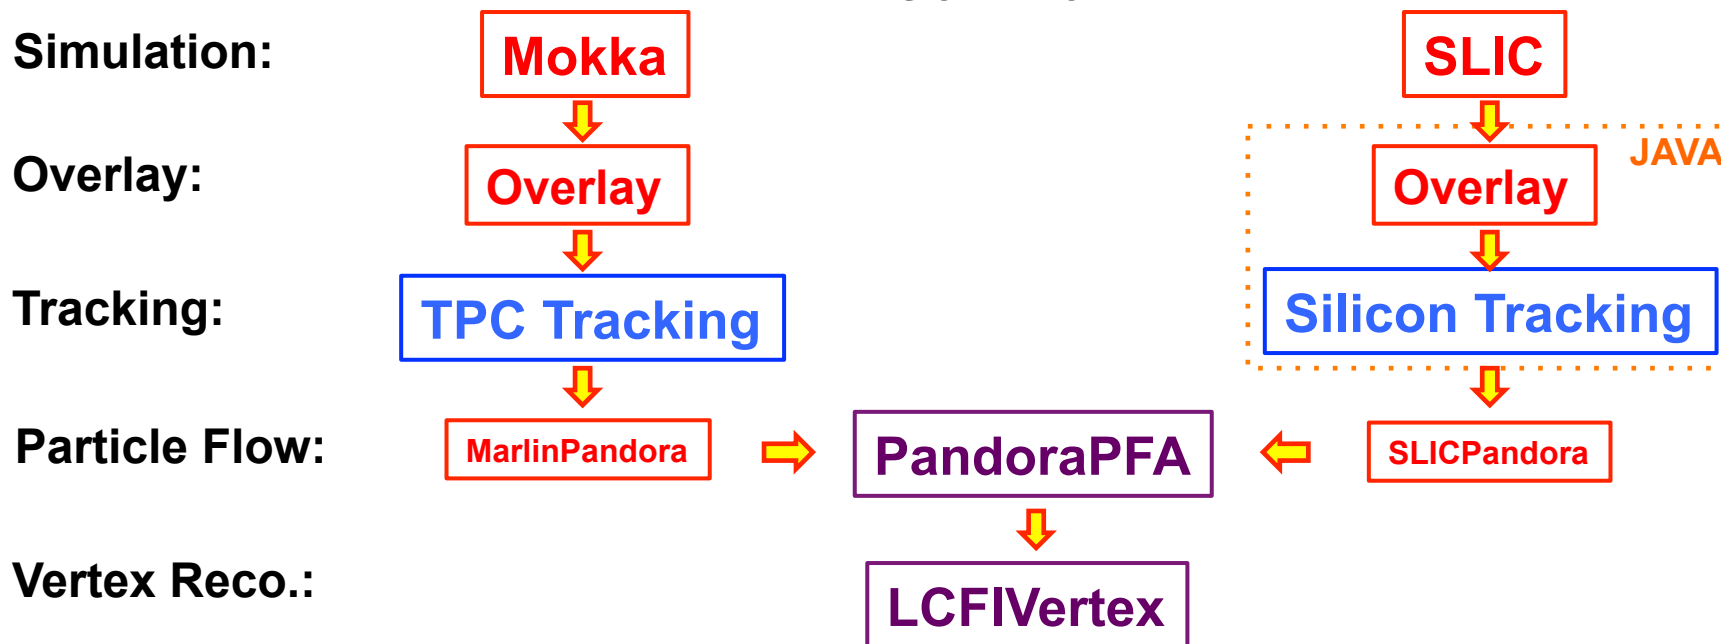 Simulation:
Mokka
SLIC
Overlay:
Overlay
Overlay
JAVA
Tracking:
TPC Tracking
Silicon Tracking
Particle Flow:
MarlinPandora
PandoraPFA
SLICPandora
Vertex Reco.:
LCFIVertex